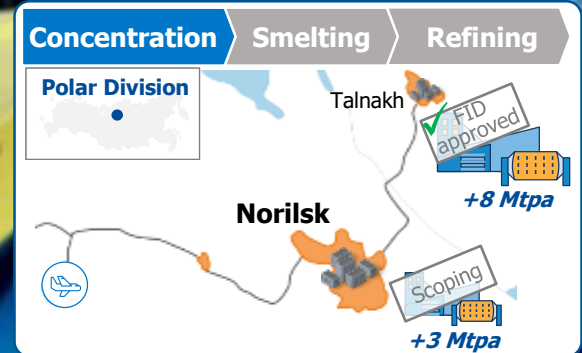 Concentration Smelting Refining
Polar Division
Talnakh
FID
approved
+8 Mtpa
Norilsk
Scoping
+3 Mtpa